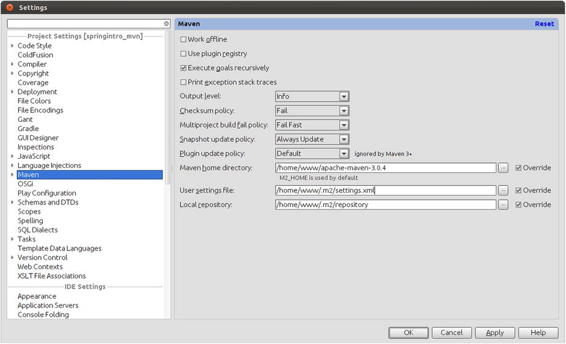 Settings
Project Settings [springintro_mvn]
Code Style
ColdFusion
Compiler
Copyright
Coverage
Deployment
File Colors
File Encodings
Gant
Gradle
GUI Designer
Inspections
JavaScript
Language Injections
Maven
OSGi
Play Configuration
Schemas and DTDs
Scopes
Spelling
SQL Dialects
Tasks
Template Data Languages
Version Control
Web Contexts
XSLT File Associations
IDE Settings
Appearance
Application Servers
Console Folding
Maven Reset
Work offline
Use plugin registry
Execute goals recursively
Print exception stack traces
Output level: Info
Checksum policy: Fail
Multiproject build fail policy: Fail Fast
Snapshot update policy: Always Update
Plugin update policy: Default ignored by Maven 3+
Maven home directory: /home/www/apache-maven-3.0.4 ... Override
M2_HOME is used by default
User settings file: /home/www/.m2/settings.xml ... Override
Local repository: /home/www/.m2/repository ... Override
OK Cancel Apply Help